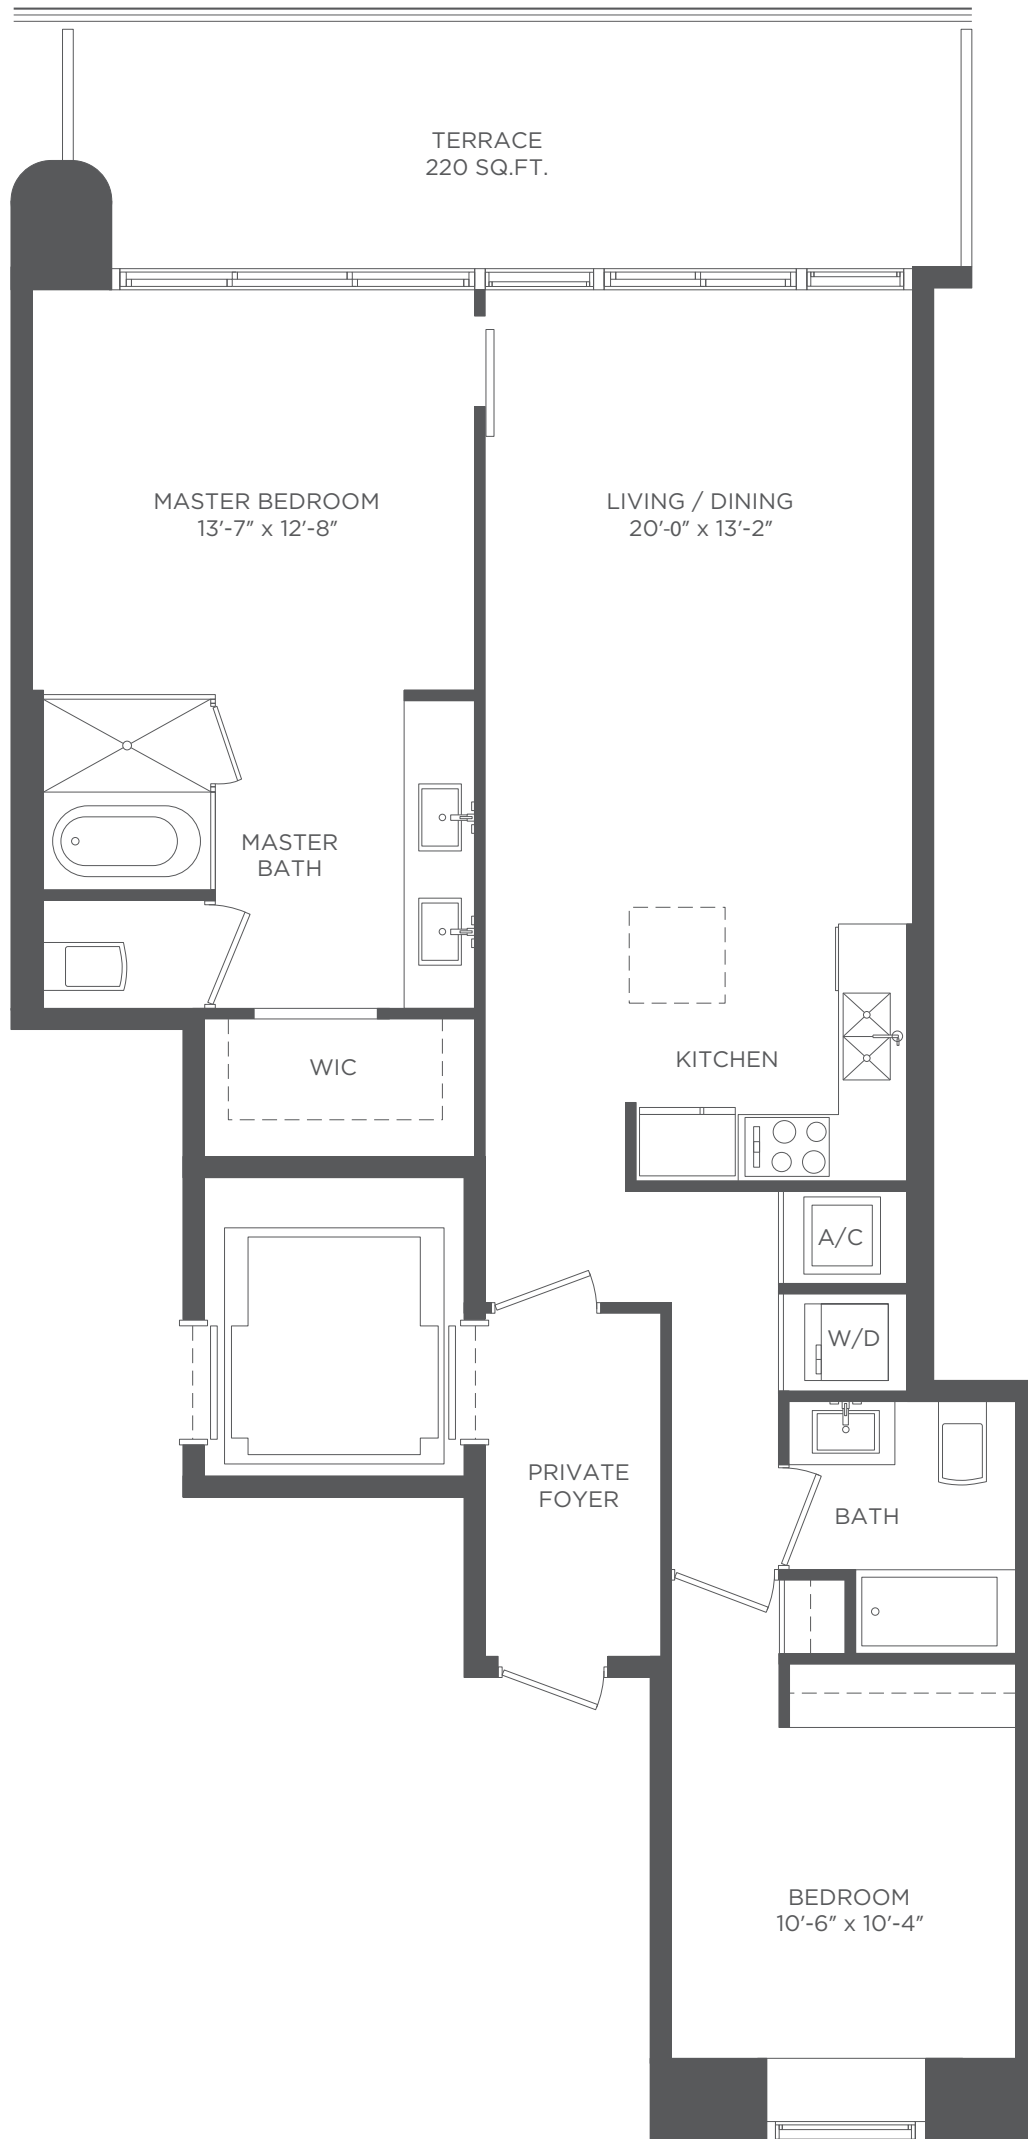 TERRACE
220 SQ.FT.
MASTER BEDROOM
13'-7" x 12'-8"
LIVING / DINING
20'-0" x 13'-2"
MASTER
BATH
KITCHEN
WIC
A/C
W/D
PRIVATE
FOYER
BATH
BEDROOM
10'-6" x 10'-4"